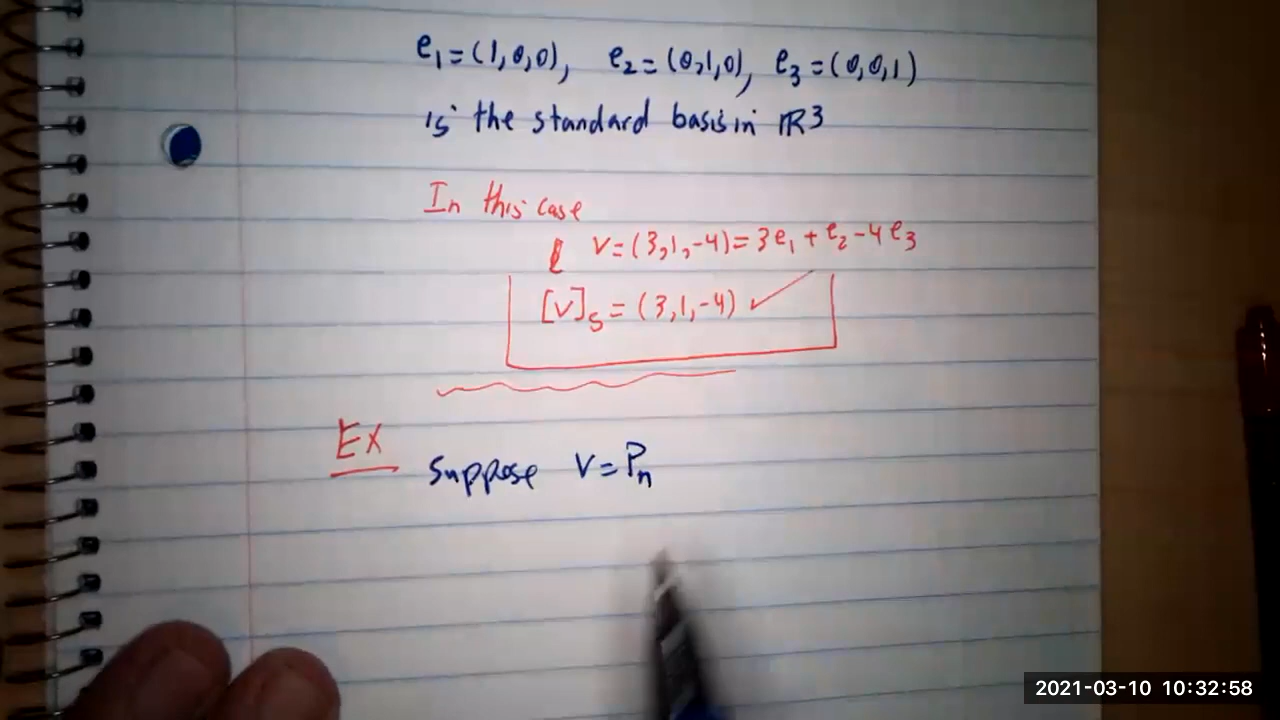 e₁=(1,0,0), e₂=(0,1,0), e₃=(0,0,1)
is the standard basis in ℝ³
In this case
v=(3,1,-4)=3e₁+e₂-4e₃
[v]ₛ=(3,1,-4) ✓
Ex
Suppose V=Pₙ
2021-03-10 10:32:58